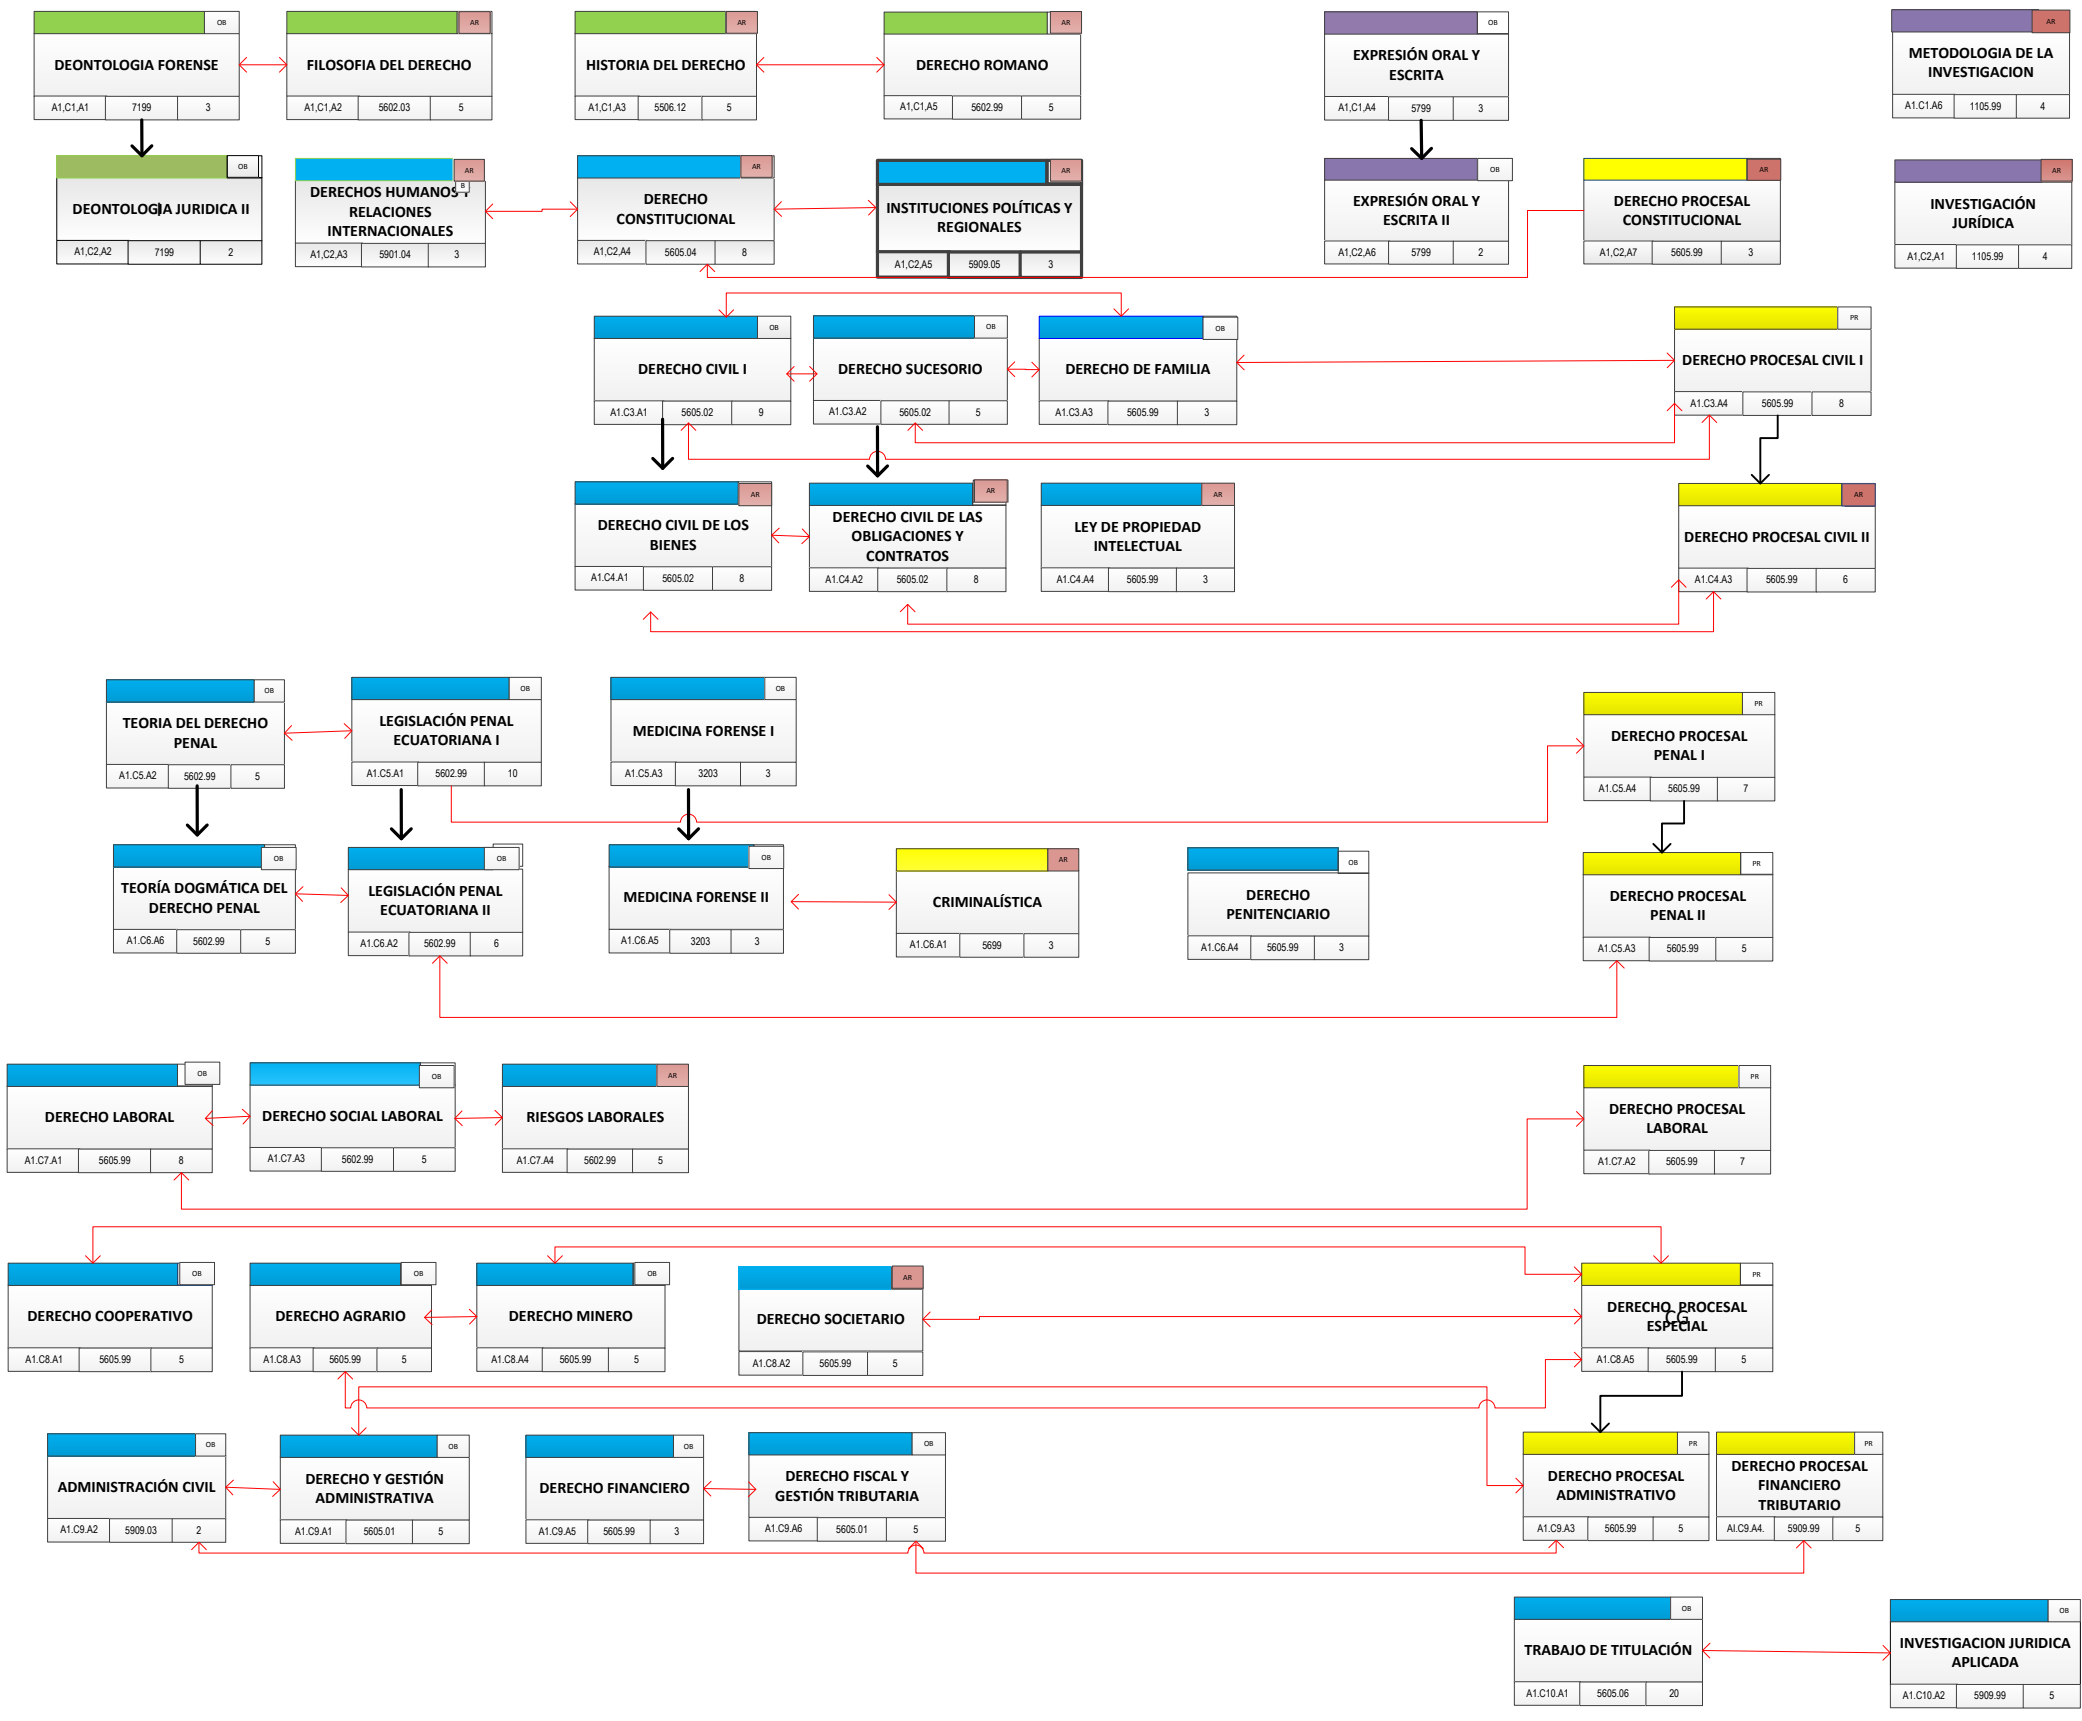 OB
DEONTOLOGIA FORENSE
A1,C1,A1 7199 3
AR
FILOSOFIA DEL DERECHO
A1,C1,A2 5602.03 5
AR
HISTORIA DEL DERECHO
A1,C1,A3 5506.12 5
AR
DERECHO ROMANO
A1,C1,A5 5602.99 5
OB
EXPRESIÓN ORAL Y
ESCRITA
A1,C1,A4 5799 3
AR
METODOLOGIA DE LA
INVESTIGACION
A1.C1.A6 1105.99 4
OB
DEONTOLOGIA JURIDICA II
A1,C2,A2 7199 2
AR
B
DERECHOS HUMANOS Y
RELACIONES
INTERNACIONALES
A1,C2,A3 5901.04 3
AR
DERECHO
CONSTITUCIONAL
A1,C2,A4 5605.04 8
AR
INSTITUCIONES POLÍTICAS Y
REGIONALES
A1,C2,A5 5909.05 3
OB
EXPRESIÓN ORAL Y
ESCRITA II
A1,C2,A6 5799 2
AR
DERECHO PROCESAL
CONSTITUCIONAL
A1,C2,A7 5605.99 3
AR
INVESTIGACIÓN
JURÍDICA
A1,C2,A1 1105.99 4
OB
DERECHO CIVIL I
A1.C3.A1 5605.02 9
OB
DERECHO SUCESORIO
A1.C3.A2 5605.02 5
OB
DERECHO DE FAMILIA
A1.C3.A3 5605.99 3
PR
DERECHO PROCESAL CIVIL I
A1.C3.A4 5605.99 8
AR
DERECHO CIVIL DE LOS
BIENES
A1.C4.A1 5605.02 8
AR
DERECHO CIVIL DE LAS
OBLIGACIONES Y
CONTRATOS
A1.C4.A2 5605.02 8
AR
LEY DE PROPIEDAD
INTELECTUAL
A1.C4.A4 5605.99 3
AR
DERECHO PROCESAL CIVIL II
A1.C4.A3 5605.99 6
OB
TEORIA DEL DERECHO
PENAL
A1.C5.A2 5602.99 5
OB
LEGISLACIÓN PENAL
ECUATORIANA I
A1.C5.A1 5602.99 10
OB
MEDICINA FORENSE I
A1.C5.A3 3203 3
PR
DERECHO PROCESAL
PENAL I
A1.C5.A4 5605.99 7
OB
TEORÍA DOGMÁTICA DEL
DERECHO PENAL
A1.C6.A6 5602.99 5
OB
LEGISLACIÓN PENAL
ECUATORIANA II
A1.C6.A2 5602.99 6
OB
MEDICINA FORENSE II
A1.C6.A5 3203 3
AR
CRIMINALÍSTICA
A1.C6.A1 5699 3
OB
DERECHO
PENITENCIARIO
A1.C6.A4 5605.99 3
PR
DERECHO PROCESAL
PENAL II
A1.C5.A3 5605.99 5
OB
DERECHO LABORAL
A1.C7.A1 5605.99 8
OB
DERECHO SOCIAL LABORAL
A1.C7.A3 5602.99 5
AR
RIESGOS LABORALES
A1.C7.A4 5602.99 5
PR
DERECHO PROCESAL
LABORAL
A1.C7.A2 5605.99 7
OB
DERECHO COOPERATIVO
A1.C8.A1 5605.99 5
OB
DERECHO AGRARIO
A1.C8.A3 5605.99 5
OB
DERECHO MINERO
A1.C8.A4 5605.99 5
AR
DERECHO SOCIETARIO
A1.C8.A2 5605.99 5
PR
DERECHO PROCESAL
CG
ESPECIAL
A1.C8.A5 5605.99 5
OB
ADMINISTRACIÓN CIVIL
A1.C9.A2 5909.03 2
OB
DERECHO Y GESTIÓN
ADMINISTRATIVA
A1.C9.A1 5605.01 5
OB
DERECHO FINANCIERO
A1.C9.A5 5605.99 3
OB
DERECHO FISCAL Y
GESTIÓN TRIBUTARIA
A1.C9.A6 5605.01 5
PR
DERECHO PROCESAL
ADMINISTRATIVO
A1.C9.A3 5605.99 5
PR
DERECHO PROCESAL
FINANCIERO
TRIBUTARIO
AI.C9.A4. 5909.99 5
OB
TRABAJO DE TITULACIÓN
A1.C10.A1 5605.06 20
OB
INVESTIGACION JURIDICA
APLICADA
A1.C10.A2 5909.99 5